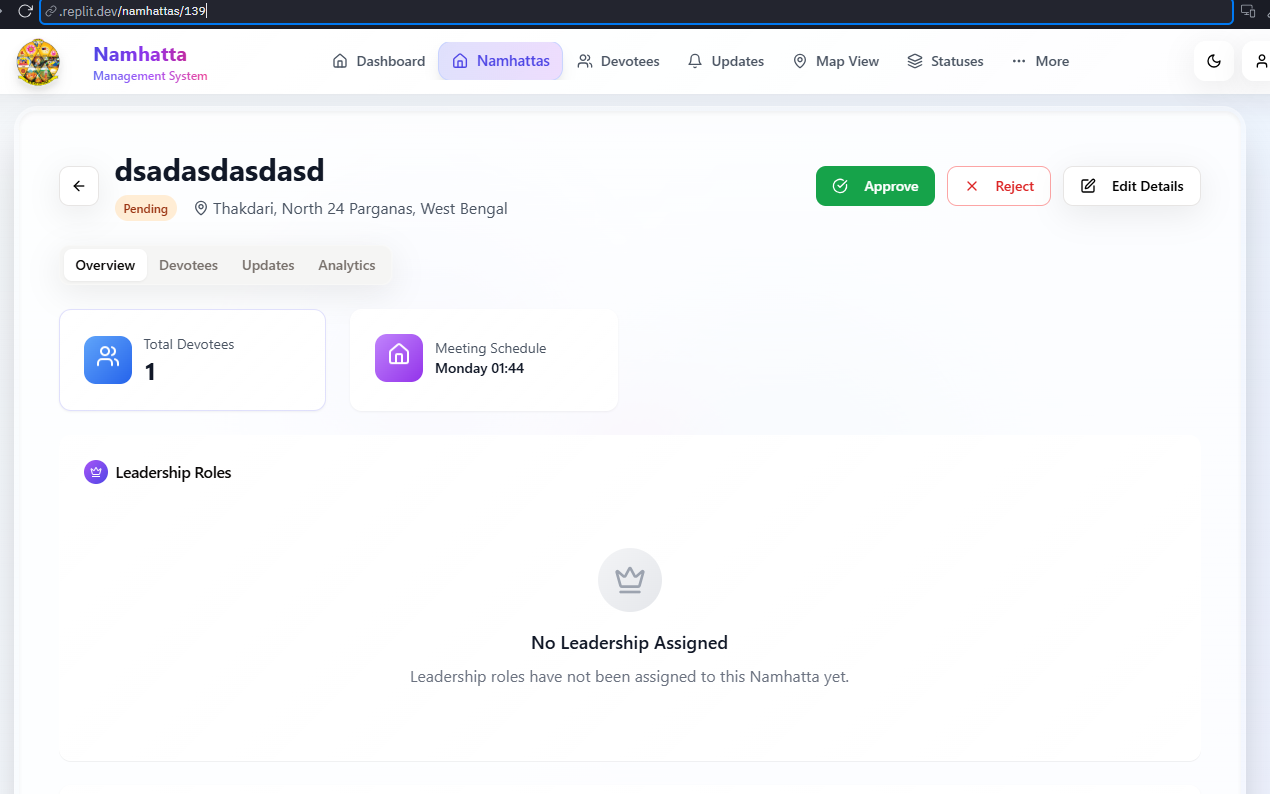 .replit.dev/namhattas/139
Namhatta
Management System
Dashboard
Namhattas
Devotees
Updates
Map View
Statuses
More
dsadasdasdasd
Pending
Thakdari, North 24 Parganas, West Bengal
Approve
Reject
Edit Details
Overview
Devotees
Updates
Analytics
Total Devotees
1
Meeting Schedule
Monday 01:44
Leadership Roles
No Leadership Assigned
Leadership roles have not been assigned to this Namhatta yet.